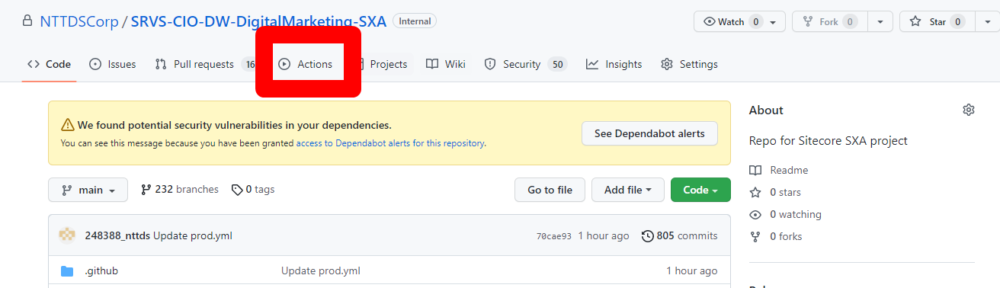 NTTDSCorp / SRVS-CIO-DW-DigitalMarketing-SXA Internal Watch 0 Fork 0 Star 0
Code Issues Pull requests 16 Actions Projects Wiki Security 50 Insights Settings
We found potential security vulnerabilities in your dependencies.
You can see this message because you have been granted access to Dependabot alerts for this repository.
See Dependabot alerts
main 232 branches 0 tags Go to file Add file Code
248388_nttds Update prod.yml 70cae93 1 hour ago 805 commits
.github Update prod.yml 1 hour ago
About
Repo for Sitecore SXA project
Readme
0 stars
0 watching
0 forks